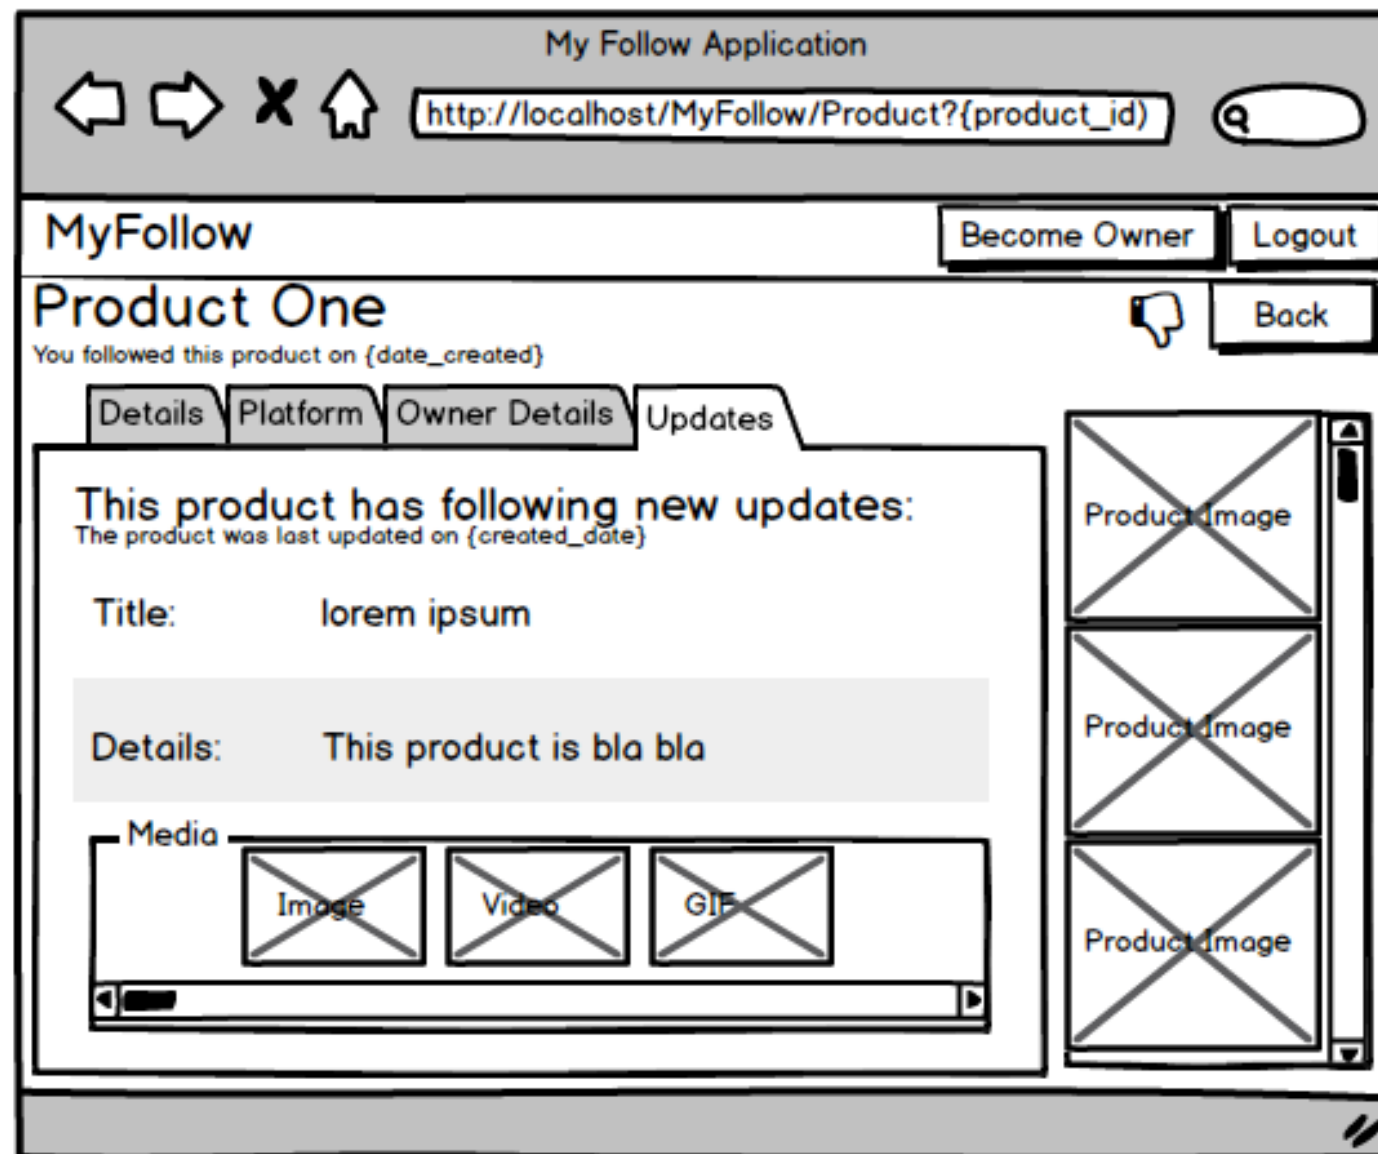 My Follow Application
http://localhost/MyFollow/Product?{product_id)
MyFollow
Become Owner
Logout
Product One
Back
You followed this product on {date_created}
Details
Platform
Owner Details
Updates
This product has following new updates:
The product was last updated on {created_date}
Title:
lorem ipsum
Details:
This product is bla bla
Media
Image
Video
GIF
Product Image
Product Image
Product Image